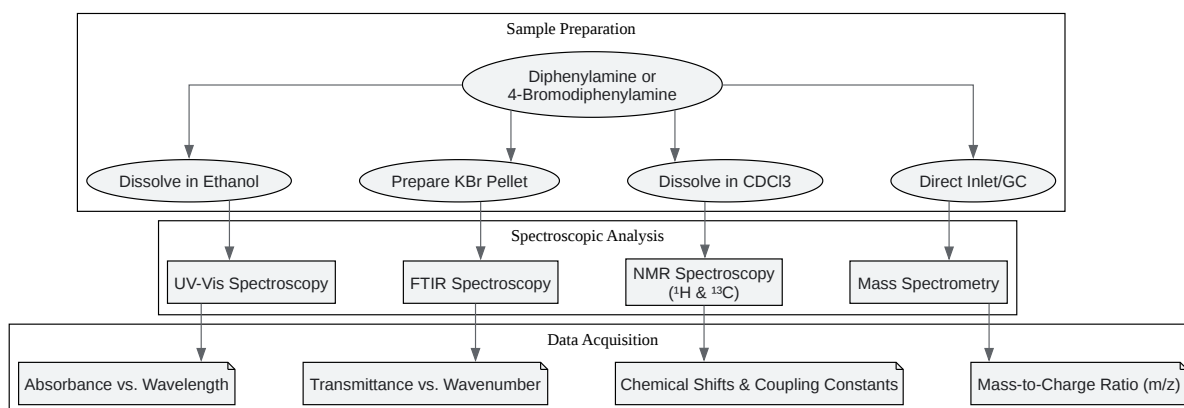 Sample Preparation
Diphenylamine or
4-Bromodiphenylamine
Dissolve in Ethanol
Prepare KBr Pellet
Dissolve in CDCl3
Direct Inlet/GC
Spectroscopic Analysis
UV-Vis Spectroscopy
FTIR Spectroscopy
NMR Spectroscopy
(¹H & ¹³C)
Mass Spectrometry
Data Acquisition
Absorbance vs. Wavelength
Transmittance vs. Wavenumber
Chemical Shifts & Coupling Constants
Mass-to-Charge Ratio (m/z)